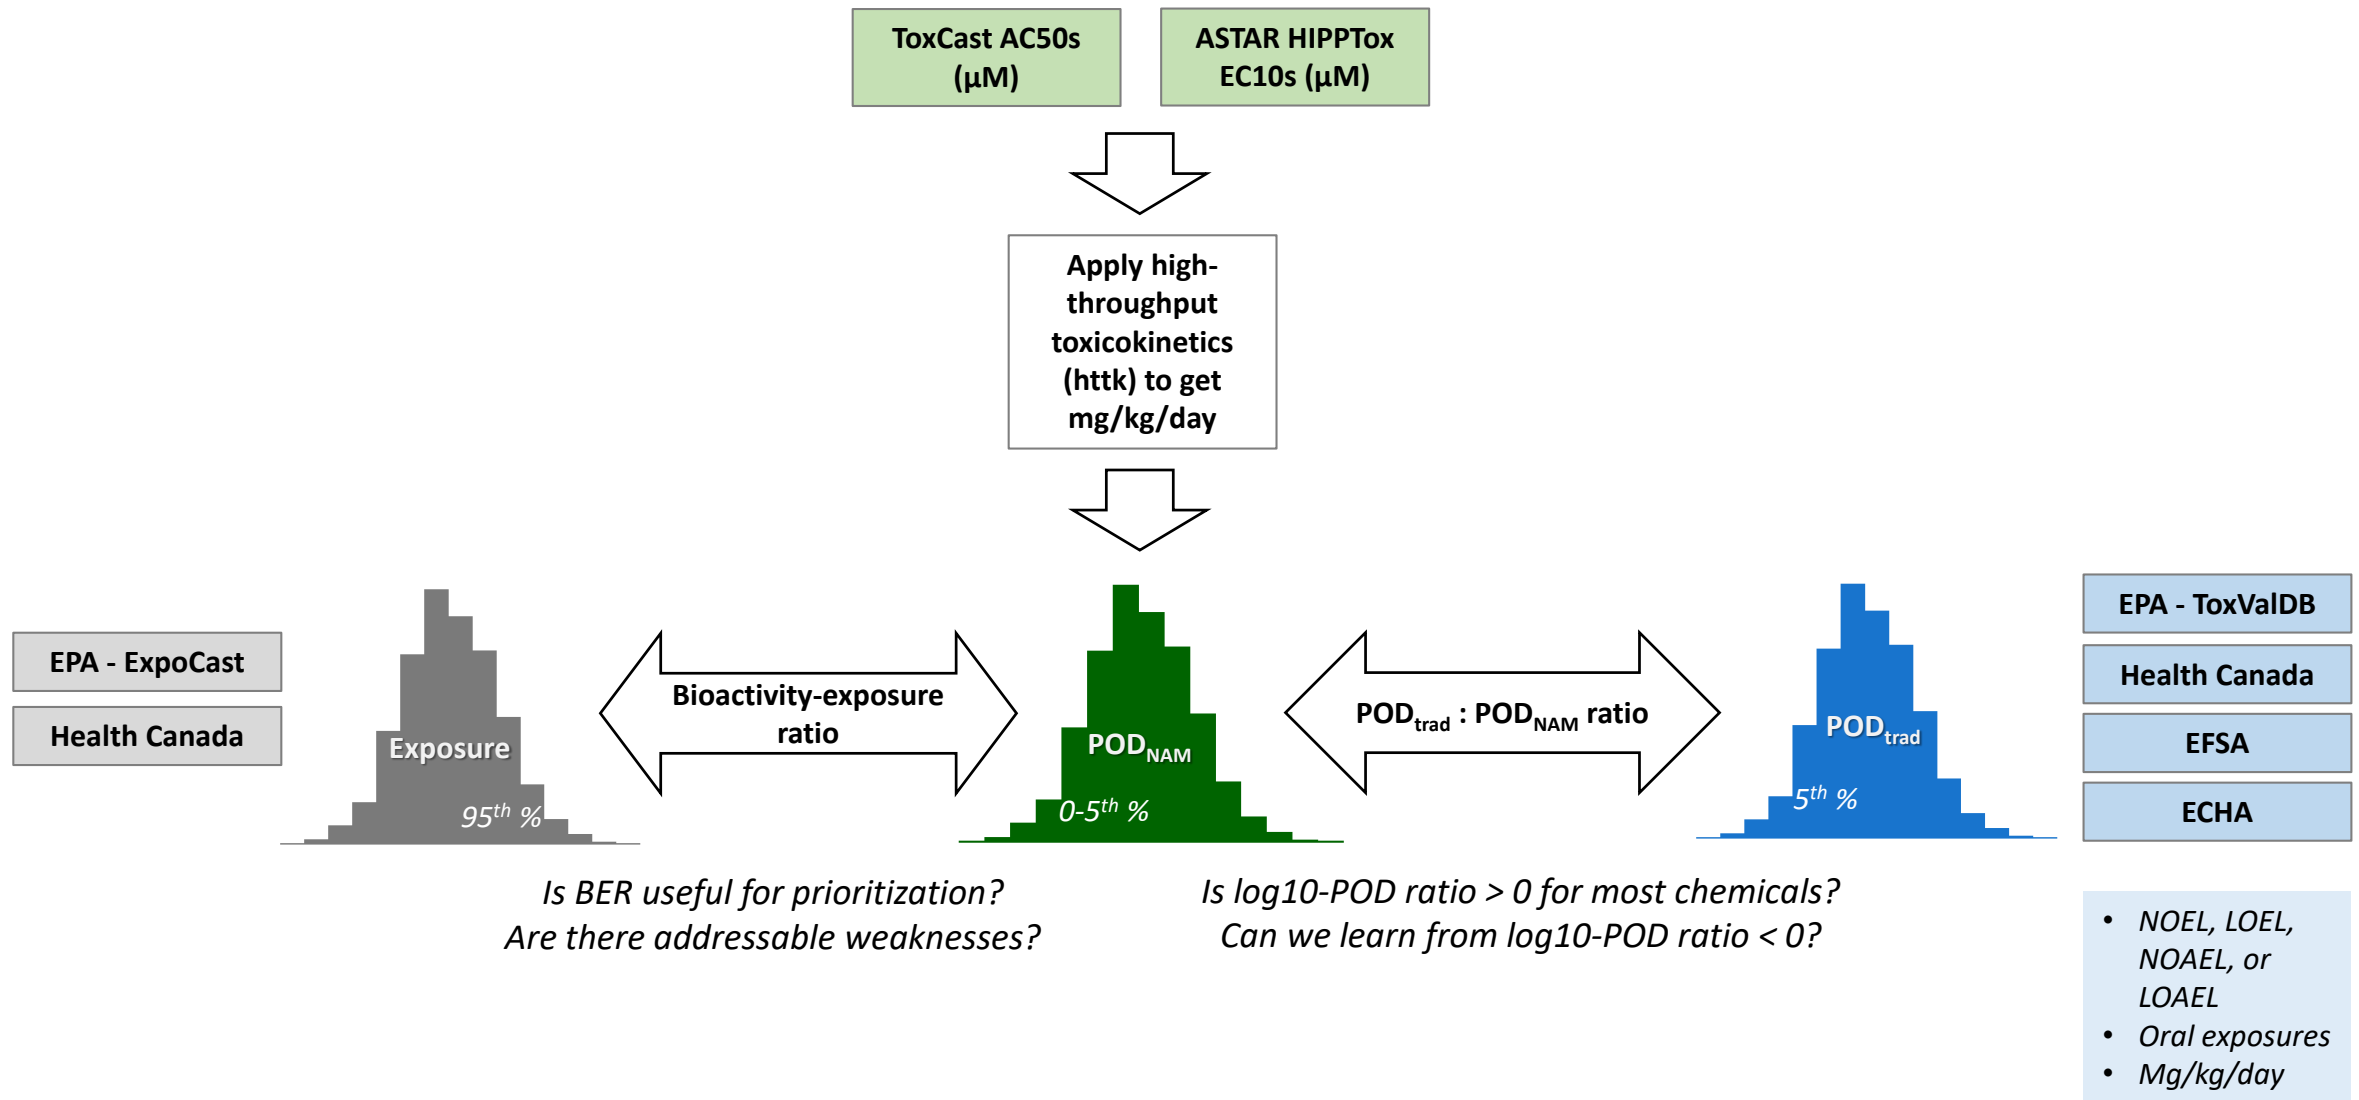 ToxCast AC50s
(µM)
ASTAR HIPPTox
EC10s (µM)
Apply high-
throughput
toxicokinetics
(httk) to get
mg/kg/day
EPA - ExpoCast
Health Canada
Exposure
95th %
Bioactivity-exposure
ratio
PODNAM
0-5th %
PODtrad : PODNAM ratio
PODtrad
5th %
EPA - ToxValDB
Health Canada
EFSA
ECHA
Is BER useful for prioritization?
Are there addressable weaknesses?
Is log10-POD ratio > 0 for most chemicals?
Can we learn from log10-POD ratio < 0?
• NOEL, LOEL,
NOAEL, or
LOAEL
• Oral exposures
• Mg/kg/day